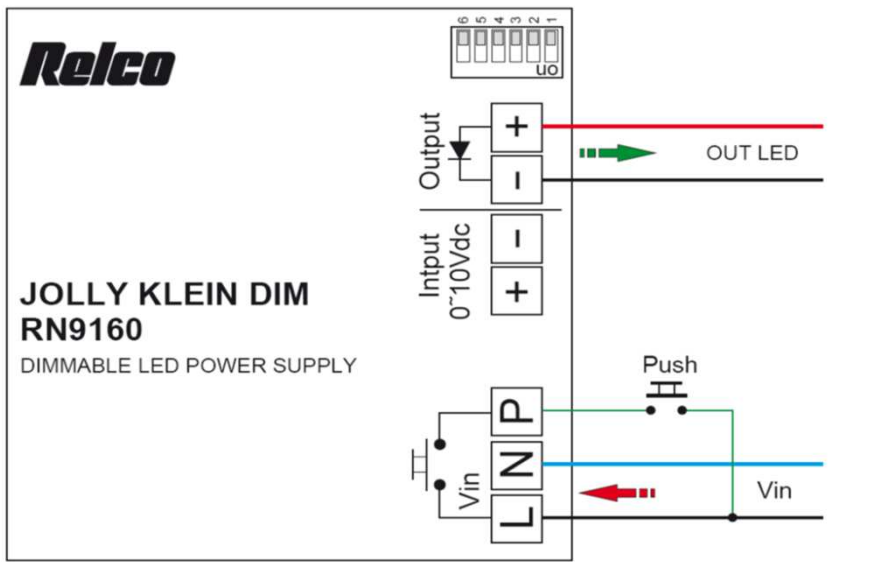 Relco
6 5 4 3 2 1
on
Output
+
−
OUT LED
Intput
0~10Vdc
−
+
JOLLY KLEIN DIM
RN9160
DIMMABLE LED POWER SUPPLY
Push
P
N
L
Vin
Vin